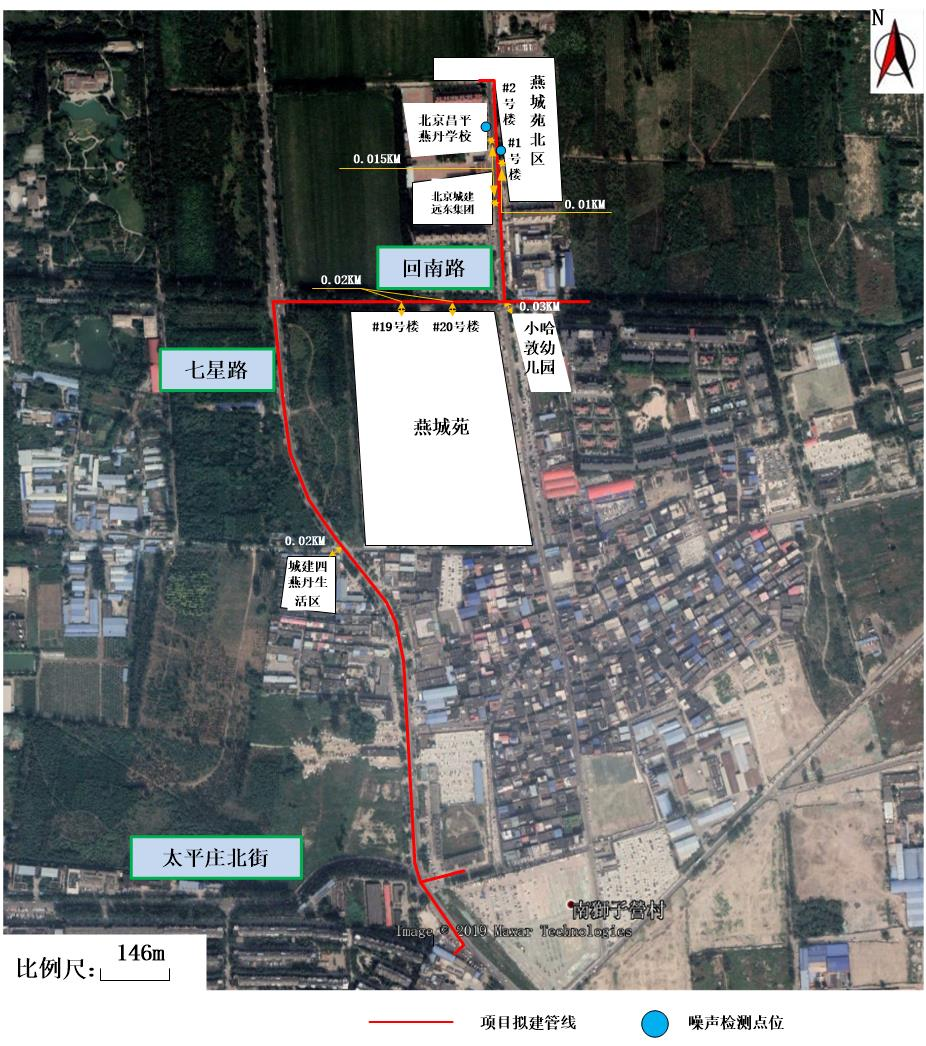 N
#2
号
楼
燕
城
苑
北
区
北京昌平
燕丹学校
#1
号
楼
0.015KM
北京城建
远东集团
0.01KM
回南路
0.02KM
0.03KM
#19号楼
#20号楼
小哈
敦幼
儿园
七星路
燕城苑
0.02KM
城建四
燕丹生
活区
太平庄北街
南狮子营村
Image © 2019 Maxar Technologies
比例尺：
146m
项目拟建管线
噪声检测点位